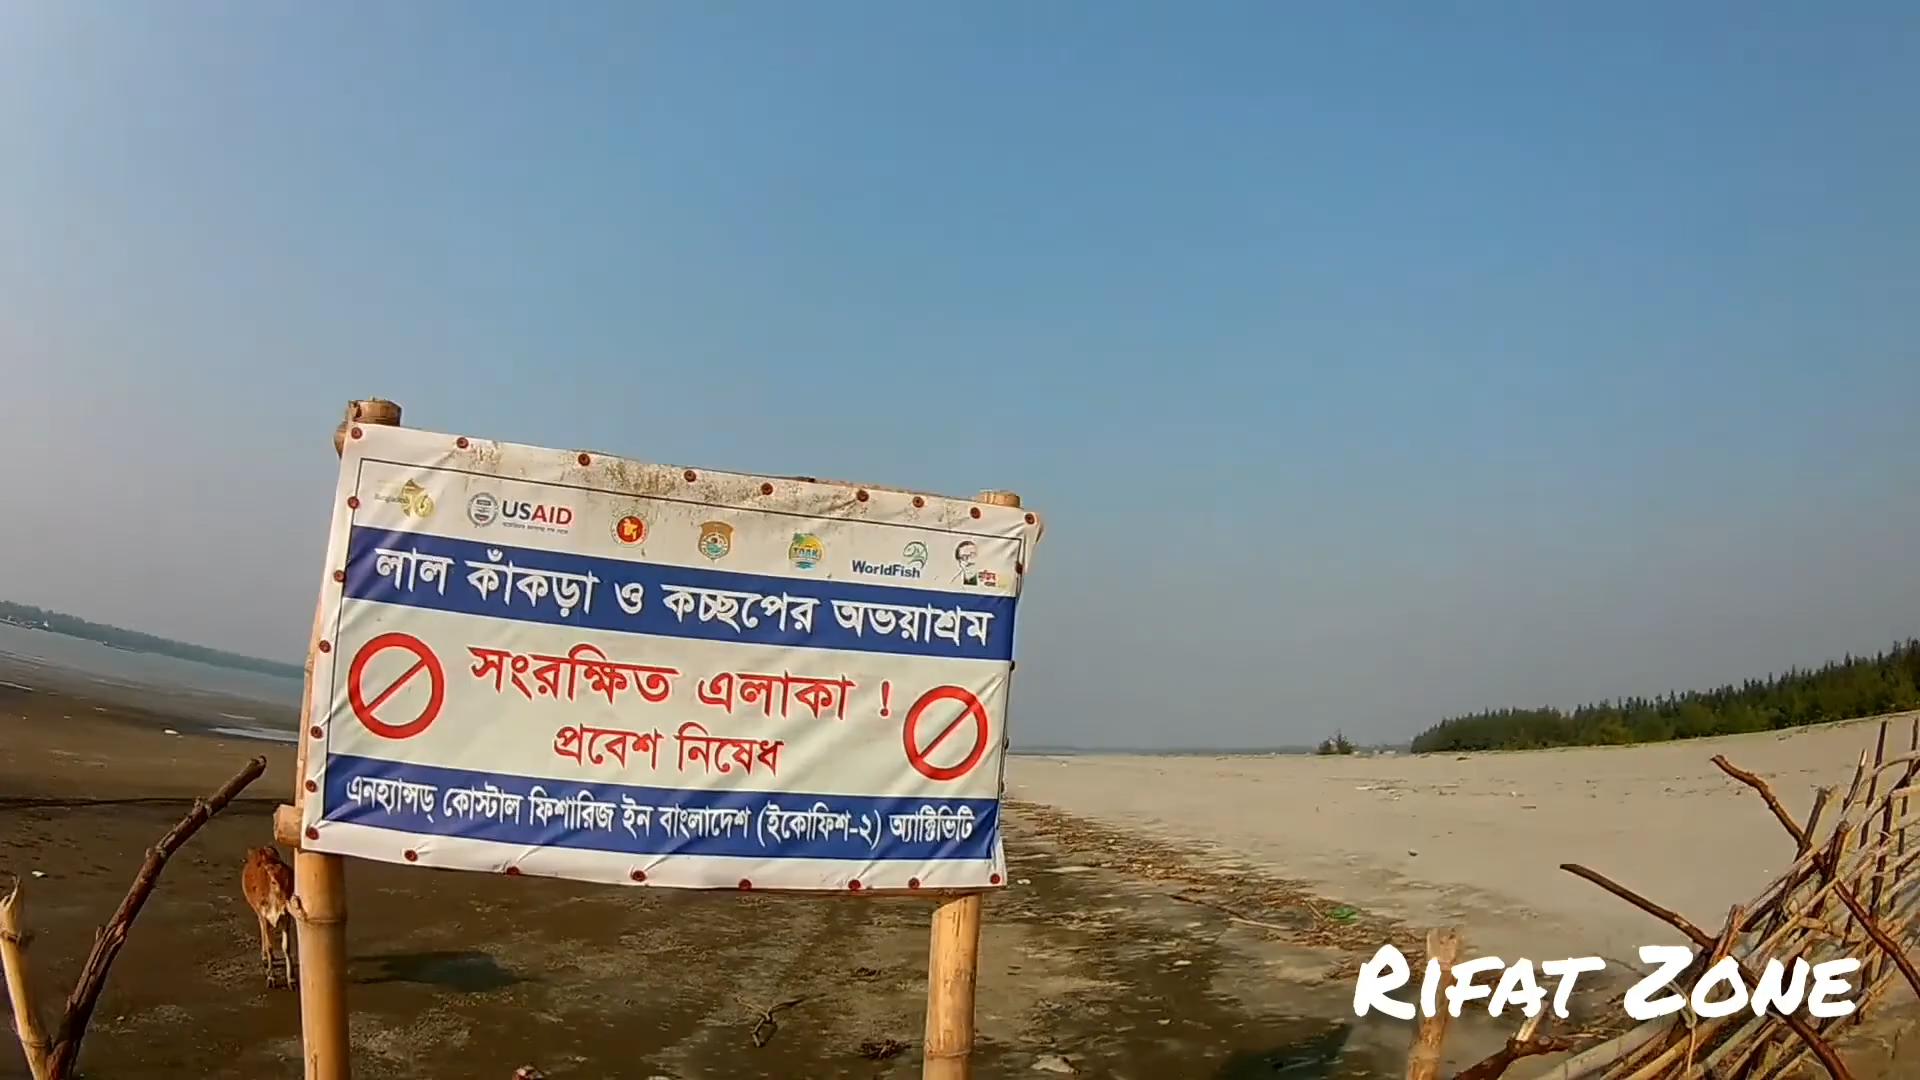 USAID
WorldFish
লাল কাঁকড়া ও কচ্ছপের অভয়াশ্রম
সংরক্ষিত এলাকা !
প্রবেশ নিষেধ
এনহ্যান্সড্ কোস্টাল ফিশারিজ ইন বাংলাদেশ (ইকোফিশ-২) অ্যাক্টিভিটি
RIFAT ZONE